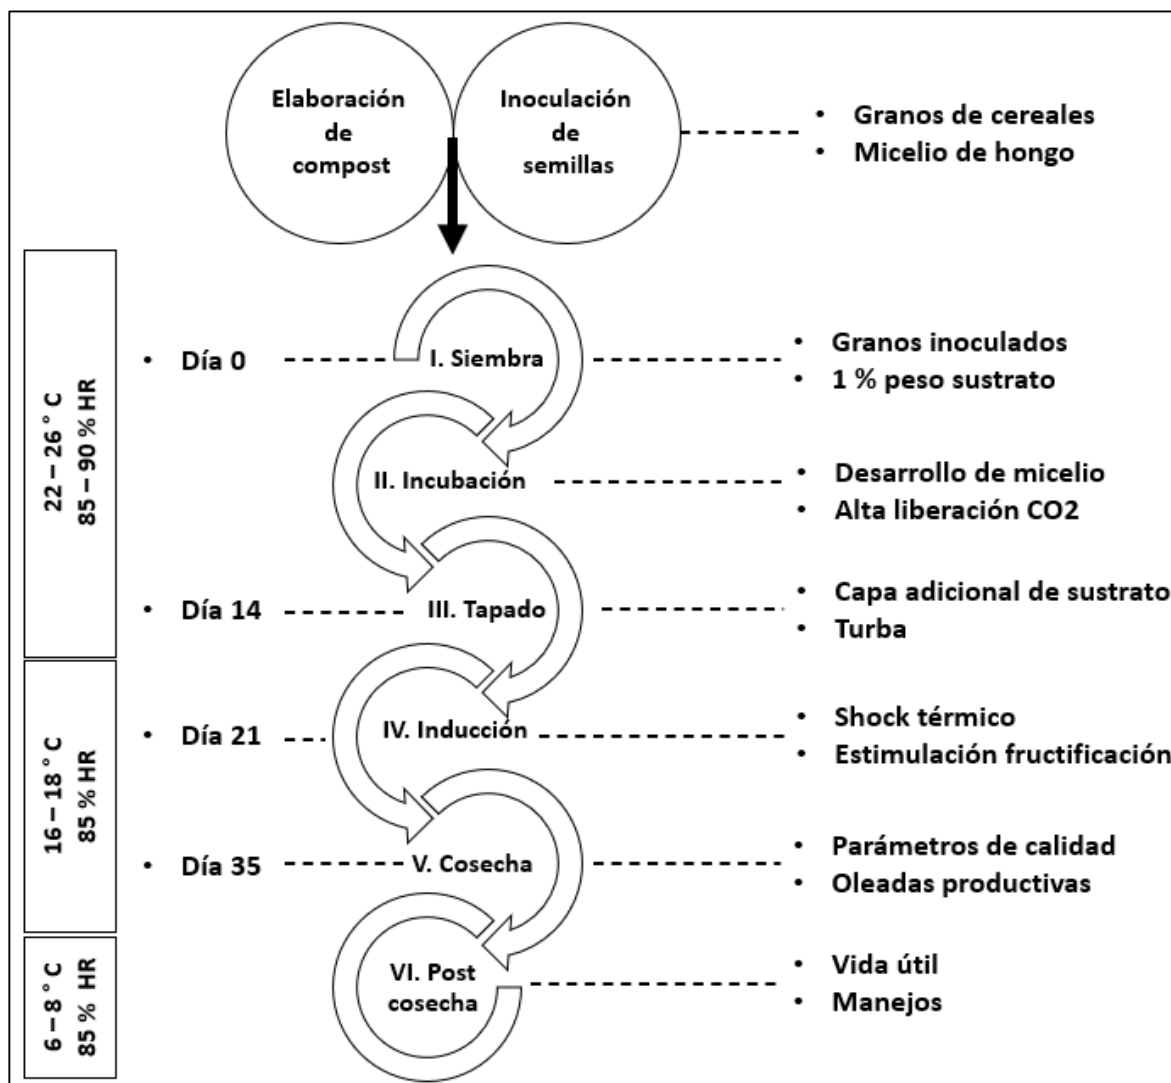 Elaboración
de
compost
Inoculación
de
semillas
• Granos de cereales
• Micelio de hongo
22 – 26 ° C
85 – 90 % HR
• Día 0
I. Siembra
• Granos inoculados
• 1 % peso sustrato
II. Incubación
• Desarrollo de micelio
• Alta liberación CO2
• Día 14
III. Tapado
• Capa adicional de sustrato
• Turba
16 – 18 ° C
85 % HR
• Día 21
IV. Inducción
• Shock térmico
• Estimulación fructificación
• Día 35
V. Cosecha
• Parámetros de calidad
• Oleadas productivas
6 – 8 ° C
85 % HR
VI. Post
cosecha
• Vida útil
• Manejos